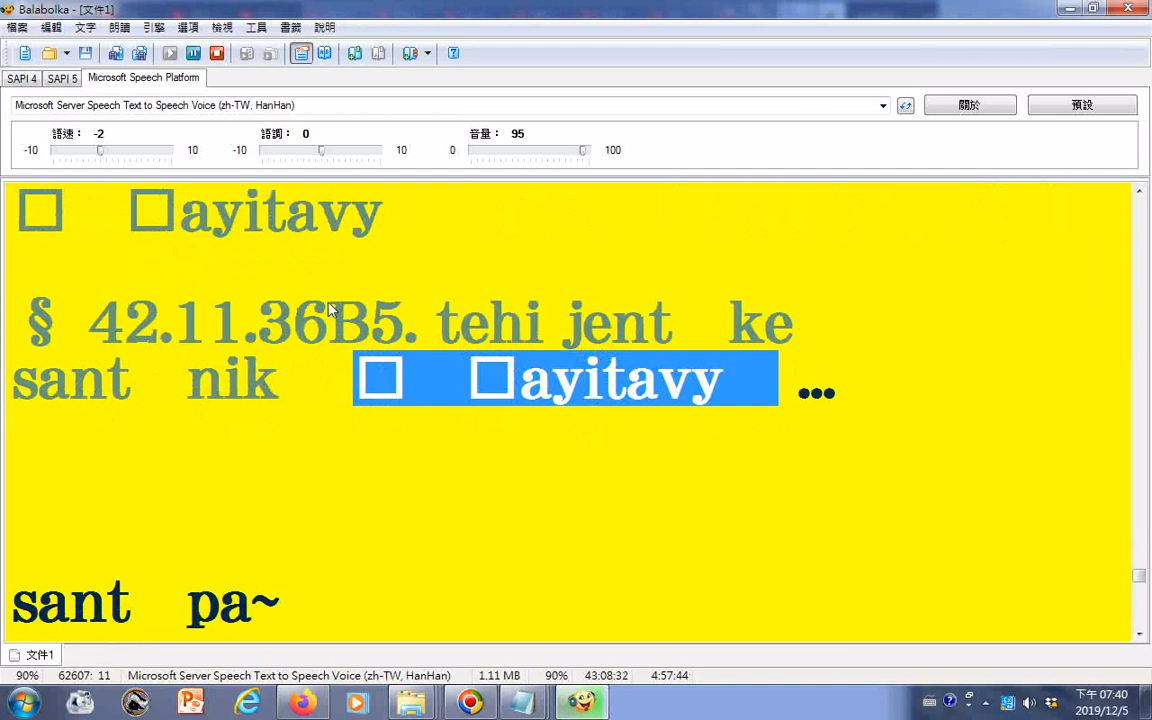 Balabolka - [文件1]
檔案 編輯 文字 朗讀 引擎 選項 檢視 工具 書籤 說明
SAPI 4 SAPI 5 Microsoft Speech Platform
Microsoft Server Speech Text to Speech Voice (zh-TW, HanHan) 關於 預設
語速： -2 語調： 0 音量： 95
-10 10 -10 10 0 100
□ □ayitavy
§ 42.11.36B5. tehi jent ke
sant nik □ □ayitavy ...
sant pa~
文件1
90% 62607: 11 Microsoft Server Speech Text to Speech Voice (zh-TW, HanHan) 1.11 MB 90% 43:08:32 4:57:44
下午 07:40
2019/12/5